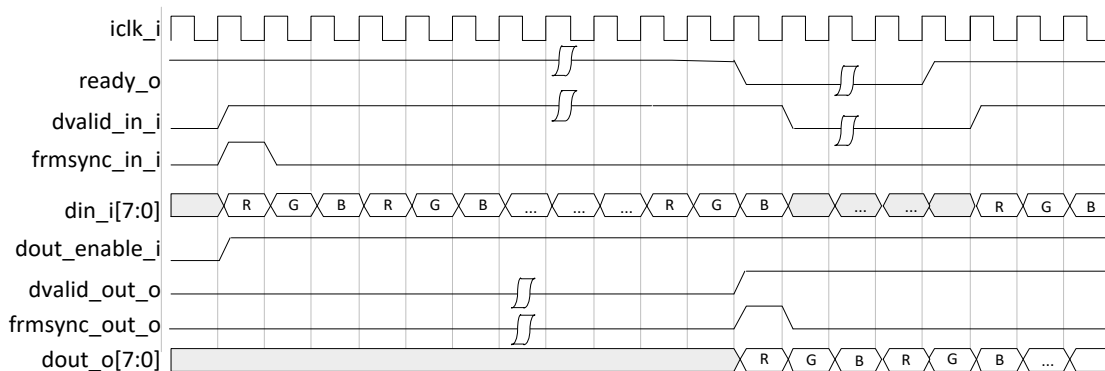 iclk_i
ready_o
dvalid_in_i
frmsync_in_i
din_i[7:0] R G B R G B ... ... ... R G B ... ... R G B
dout_enable_i
dvalid_out_o
frmsync_out_o
dout_o[7:0] R G B R G B ...